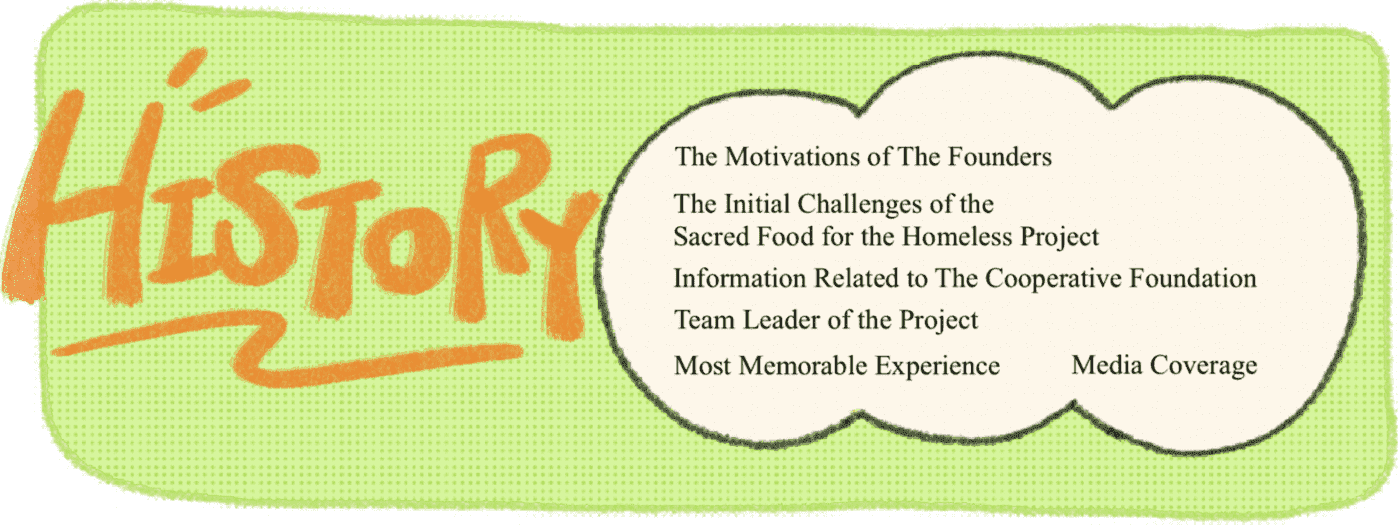 HISTORY
The Motivations of The Founders
The Initial Challenges of the
Sacred Food for the Homeless Project
Information Related to The Cooperative Foundation
Team Leader of the Project
Most Memorable Experience Media Coverage